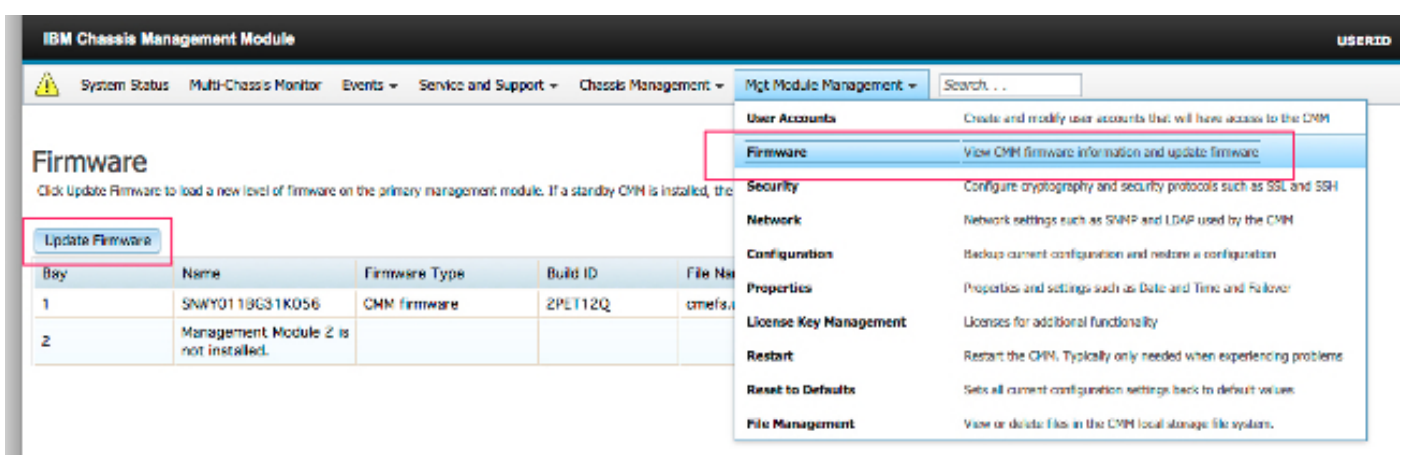 IBM Chassis Management Module
USERID
System Status Multi-Chassis Monitor Events Service and Support Chassis Management Mgt Module Management Search. . .
User Accounts Create and modify user accounts that will have access to the CMM
Firmware View CMM firmware information and update firmware
Security Configure cryptography and security protocols such as SSL and SSH
Network Network settings such as SNMP and LDAP used by the CMM
Configuration Backup current configuration and restore a configuration
Properties Properties and settings such as Date and Time and Failover
License Key Management Licenses for additional functionality
Restart Restart the CMM. Typically only needed when experiencing problems
Reset to Defaults Sets all current configuration settings back to default values
File Management View or delete files in the CMM local storage file system.
Firmware
Click Update Firmware to load a new level of firmware on the primary management module. If a standby CMM is installed, the
Update Firmware
Bay Name Firmware Type Build ID File Na
1 SNWY011BG31K056 CMM firmware 2PET12Q cmefs.
2 Management Module 2 is
not installed.